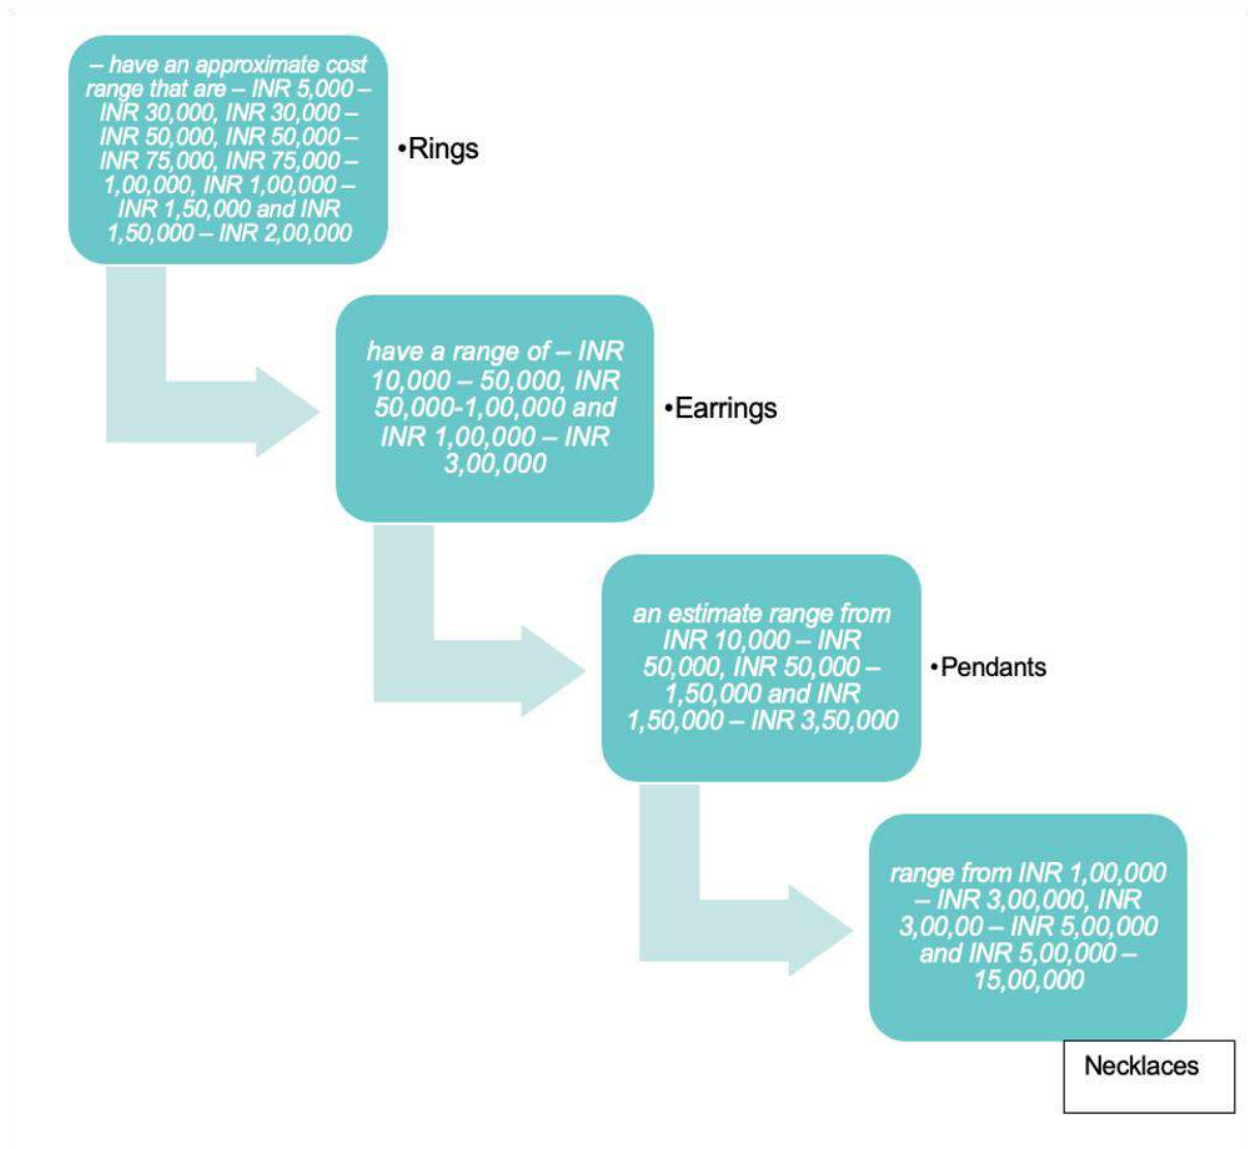 – have an approximate cost
range that are – INR 5,000 –
INR 30,000, INR 30,000 –
INR 50,000, INR 50,000 –
INR 75,000, INR 75,000 –
1,00,000, INR 1,00,000 –
INR 1,50,000 and INR
1,50,000 – INR 2,00,000
•Rings
have a range of – INR
10,000 – 50,000, INR
50,000-1,00,000 and
INR 1,00,000 – INR
3,00,000
•Earrings
an estimate range from
INR 10,000 – INR
50,000, INR 50,000 –
1,50,000 and INR
1,50,000 – INR 3,50,000
•Pendants
range from INR 1,00,000
– INR 3,00,000, INR
3,00,00 – INR 5,00,000
and INR 5,00,000 –
15,00,000
Necklaces